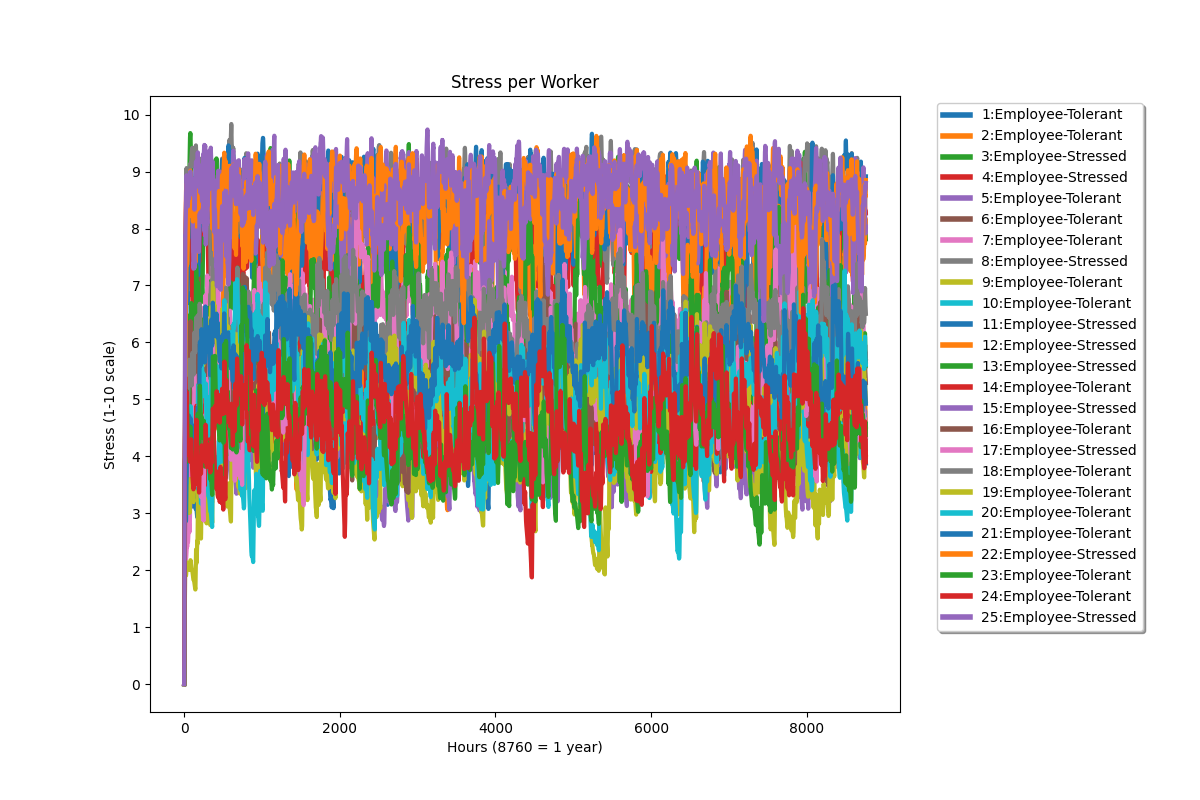 Stress per Worker
10
9
8
7
6
5
4
3
2
1
0
Stress (1-10 scale)
0 2000 4000 6000 8000
Hours (8760 = 1 year)
1:Employee-Tolerant
2:Employee-Tolerant
3:Employee-Stressed
4:Employee-Stressed
5:Employee-Tolerant
6:Employee-Tolerant
7:Employee-Tolerant
8:Employee-Stressed
9:Employee-Tolerant
10:Employee-Tolerant
11:Employee-Stressed
12:Employee-Stressed
13:Employee-Stressed
14:Employee-Tolerant
15:Employee-Stressed
16:Employee-Tolerant
17:Employee-Stressed
18:Employee-Tolerant
19:Employee-Tolerant
20:Employee-Tolerant
21:Employee-Tolerant
22:Employee-Stressed
23:Employee-Tolerant
24:Employee-Tolerant
25:Employee-Stressed